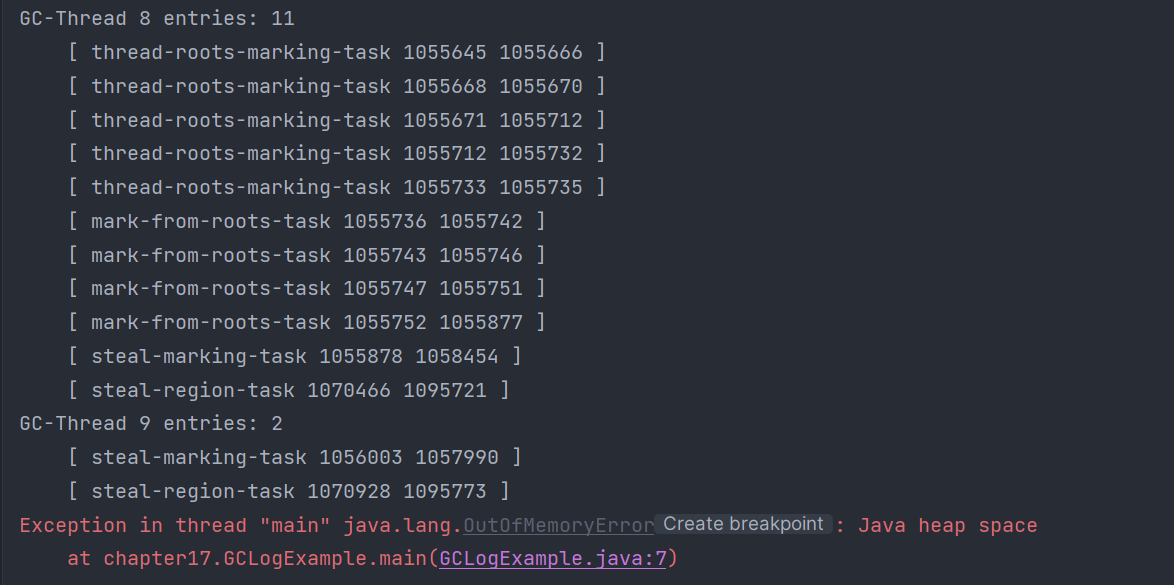 GC-Thread 8 entries: 11
[ thread-roots-marking-task 1055645 1055666 ]
[ thread-roots-marking-task 1055668 1055670 ]
[ thread-roots-marking-task 1055671 1055712 ]
[ thread-roots-marking-task 1055712 1055732 ]
[ thread-roots-marking-task 1055733 1055735 ]
[ mark-from-roots-task 1055736 1055742 ]
[ mark-from-roots-task 1055743 1055746 ]
[ mark-from-roots-task 1055747 1055751 ]
[ mark-from-roots-task 1055752 1055877 ]
[ steal-marking-task 1055878 1058454 ]
[ steal-region-task 1070466 1095721 ]
GC-Thread 9 entries: 2
[ steal-marking-task 1056003 1057990 ]
[ steal-region-task 1070928 1095773 ]
Exception in thread "main" java.lang.OutOfMemoryError Create breakpoint : Java heap space
at chapter17.GCLogExample.main(GCLogExample.java:7)